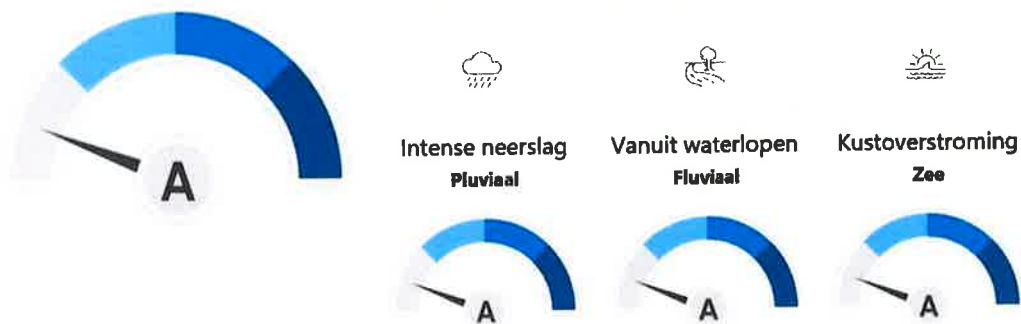 A
Intense neerslag
Pluviaal
A
Vanuit waterlopen
Fluviaal
A
Kustoverstroming
Zee
A